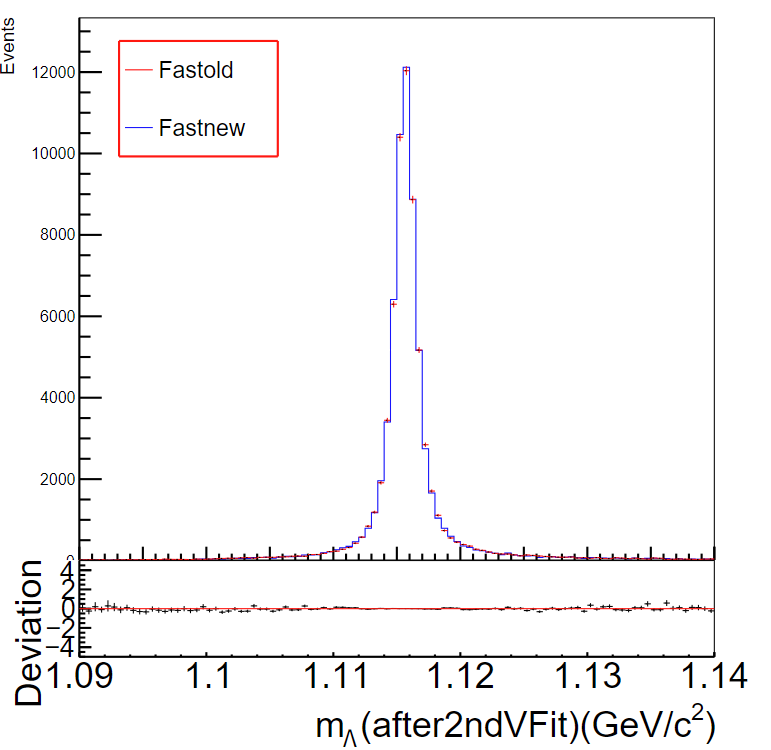 Events
12000
10000
8000
6000
4000
2000
0
Fastold
Fastnew
Deviation
4
2
0
−2
−4
1.09 1.1 1.11 1.12 1.13 1.14
m_Λ(after2ndVFit)(GeV/c²)